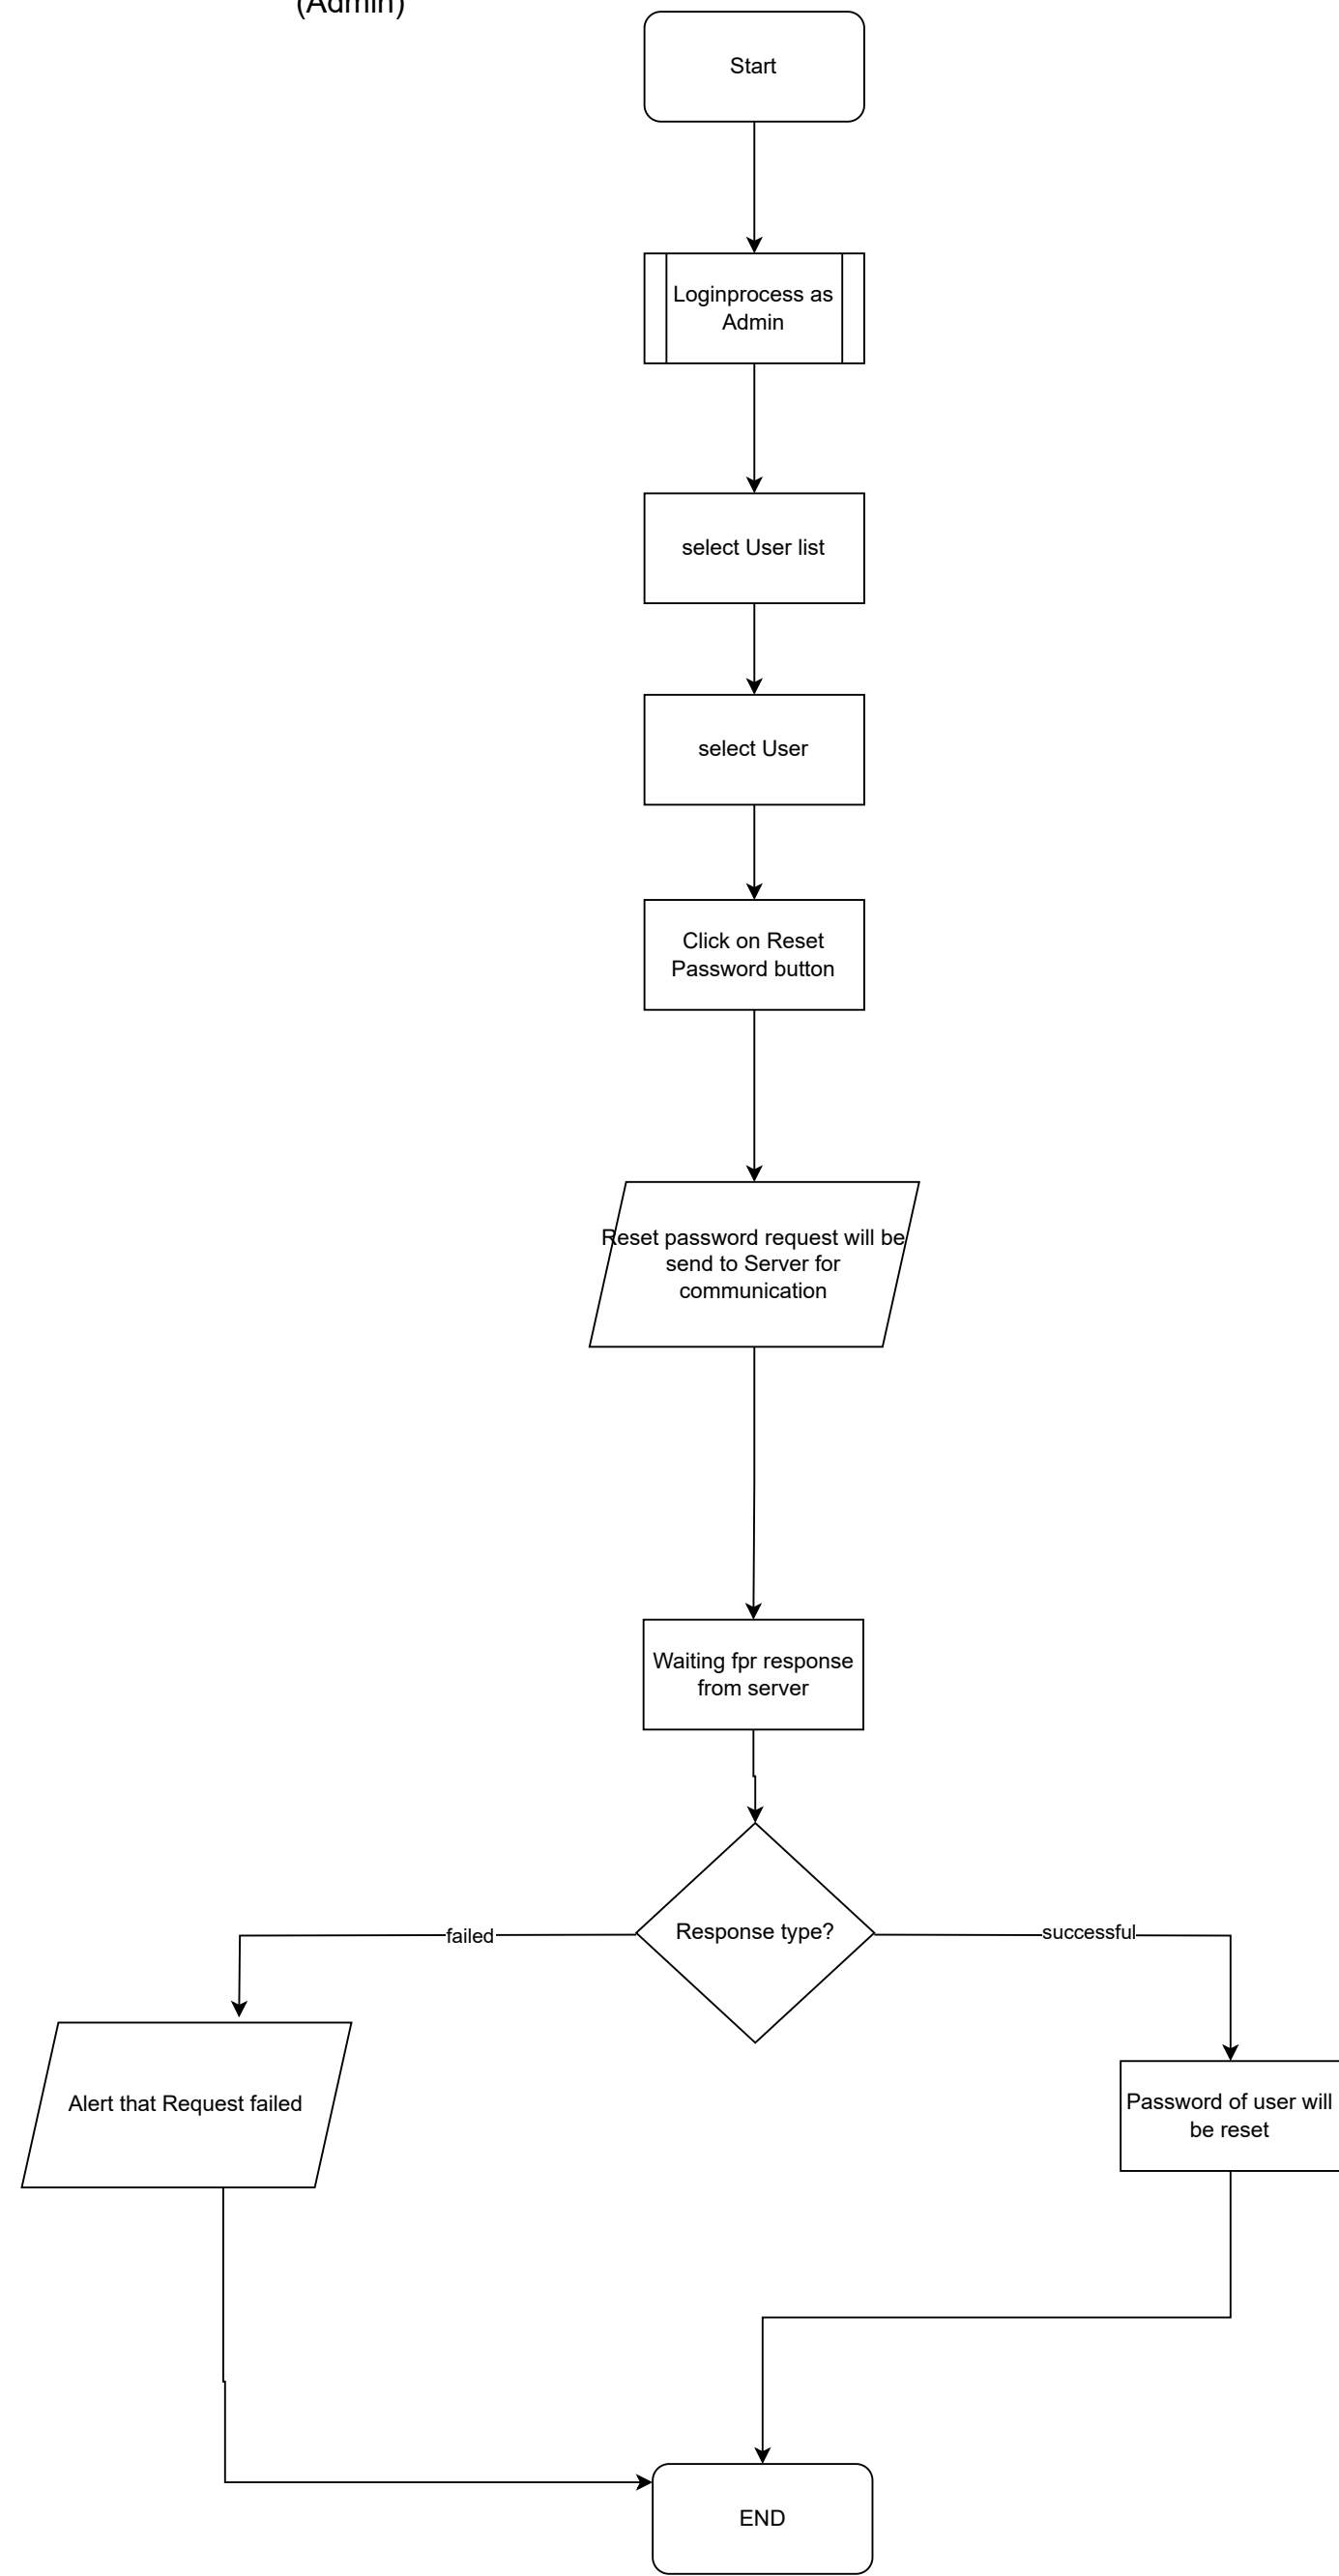 (Admin)
Start
Loginprocess as
Admin
select User list
select User
Click on Reset
Password button
Reset password request will be
send to Server for
communication
Waiting fpr response
from server
Response type?
failed
successful
Alert that Request failed
Password of user will
be reset
END